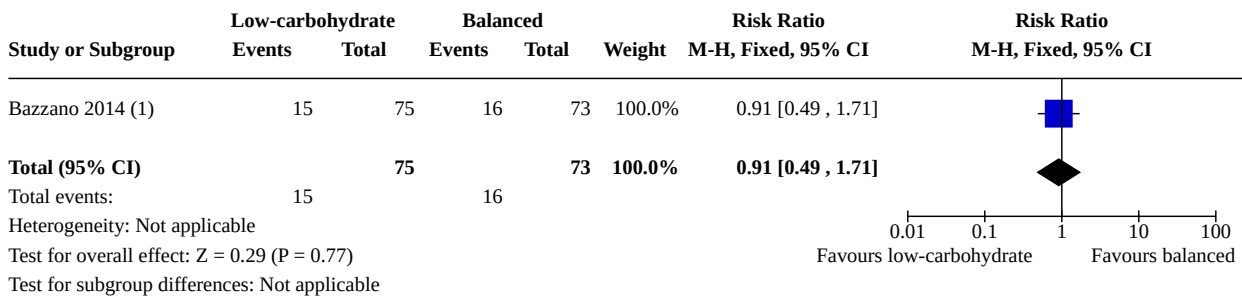 Low-carbohydrate Balanced Risk Ratio Risk Ratio
Study or Subgroup Events Total Events Total Weight M-H, Fixed, 95% CI M-H, Fixed, 95% CI
Bazzano 2014 (1) 15 75 16 73 100.0% 0.91 [0.49 , 1.71]
Total (95% CI) 75 73 100.0% 0.91 [0.49 , 1.71]
Total events: 15 16
Heterogeneity: Not applicable
0.01 0.1 1 10 100
Test for overall effect: Z = 0.29 (P = 0.77) Favours low-carbohydrate Favours balanced
Test for subgroup differences: Not applicable